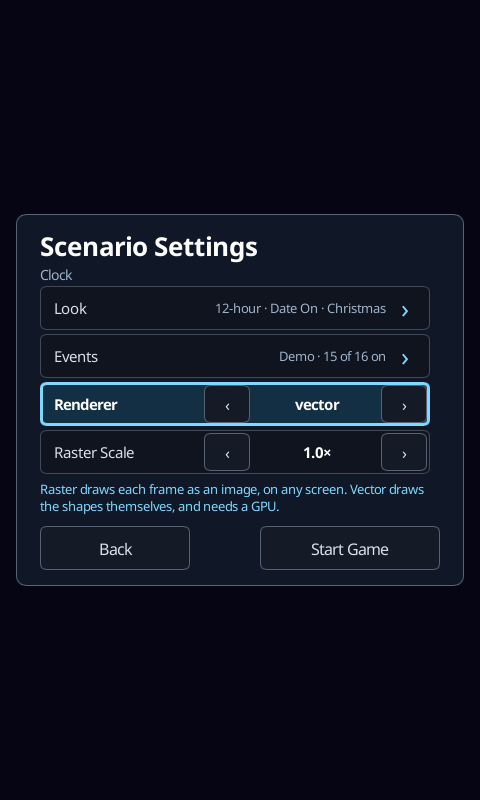 Scenario Settings
Clock
Look 12-hour · Date On · Christmas ›
Events Demo · 15 of 16 on ›
Renderer ‹ vector ›
Raster Scale ‹ 1.0× ›
Raster draws each frame as an image, on any screen. Vector draws
the shapes themselves, and needs a GPU.
Back Start Game